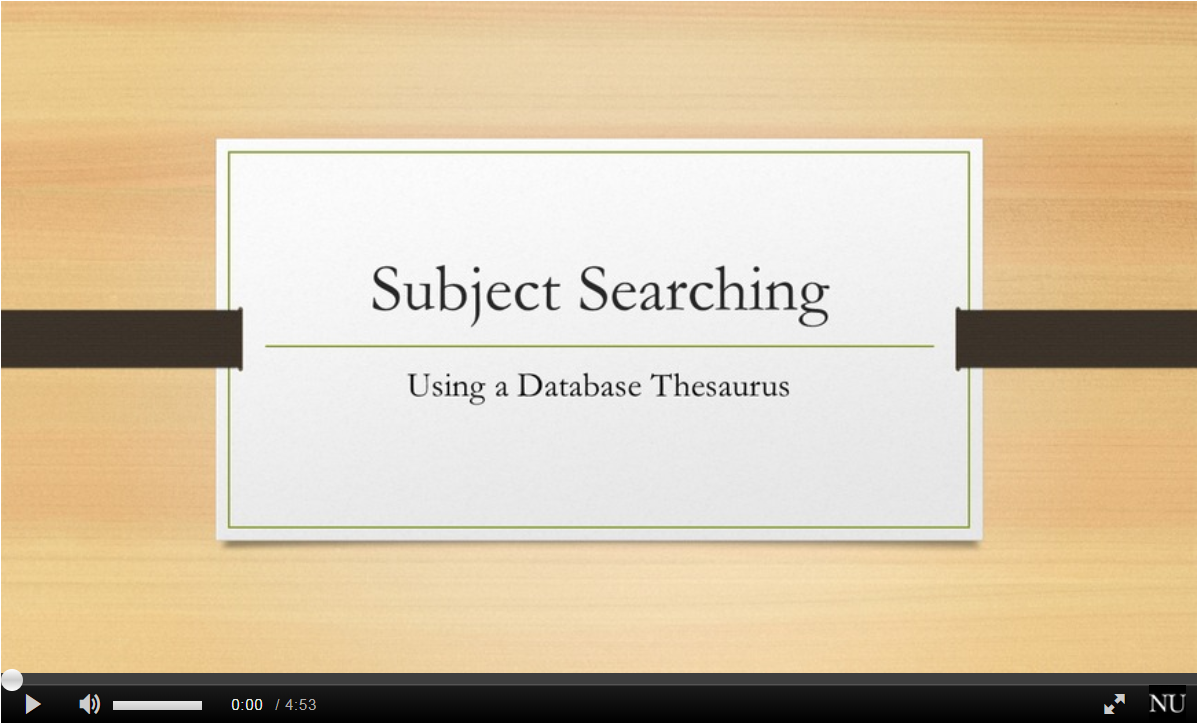 Subject Searching
Using a Database Thesaurus
0:00 / 4:53
NU